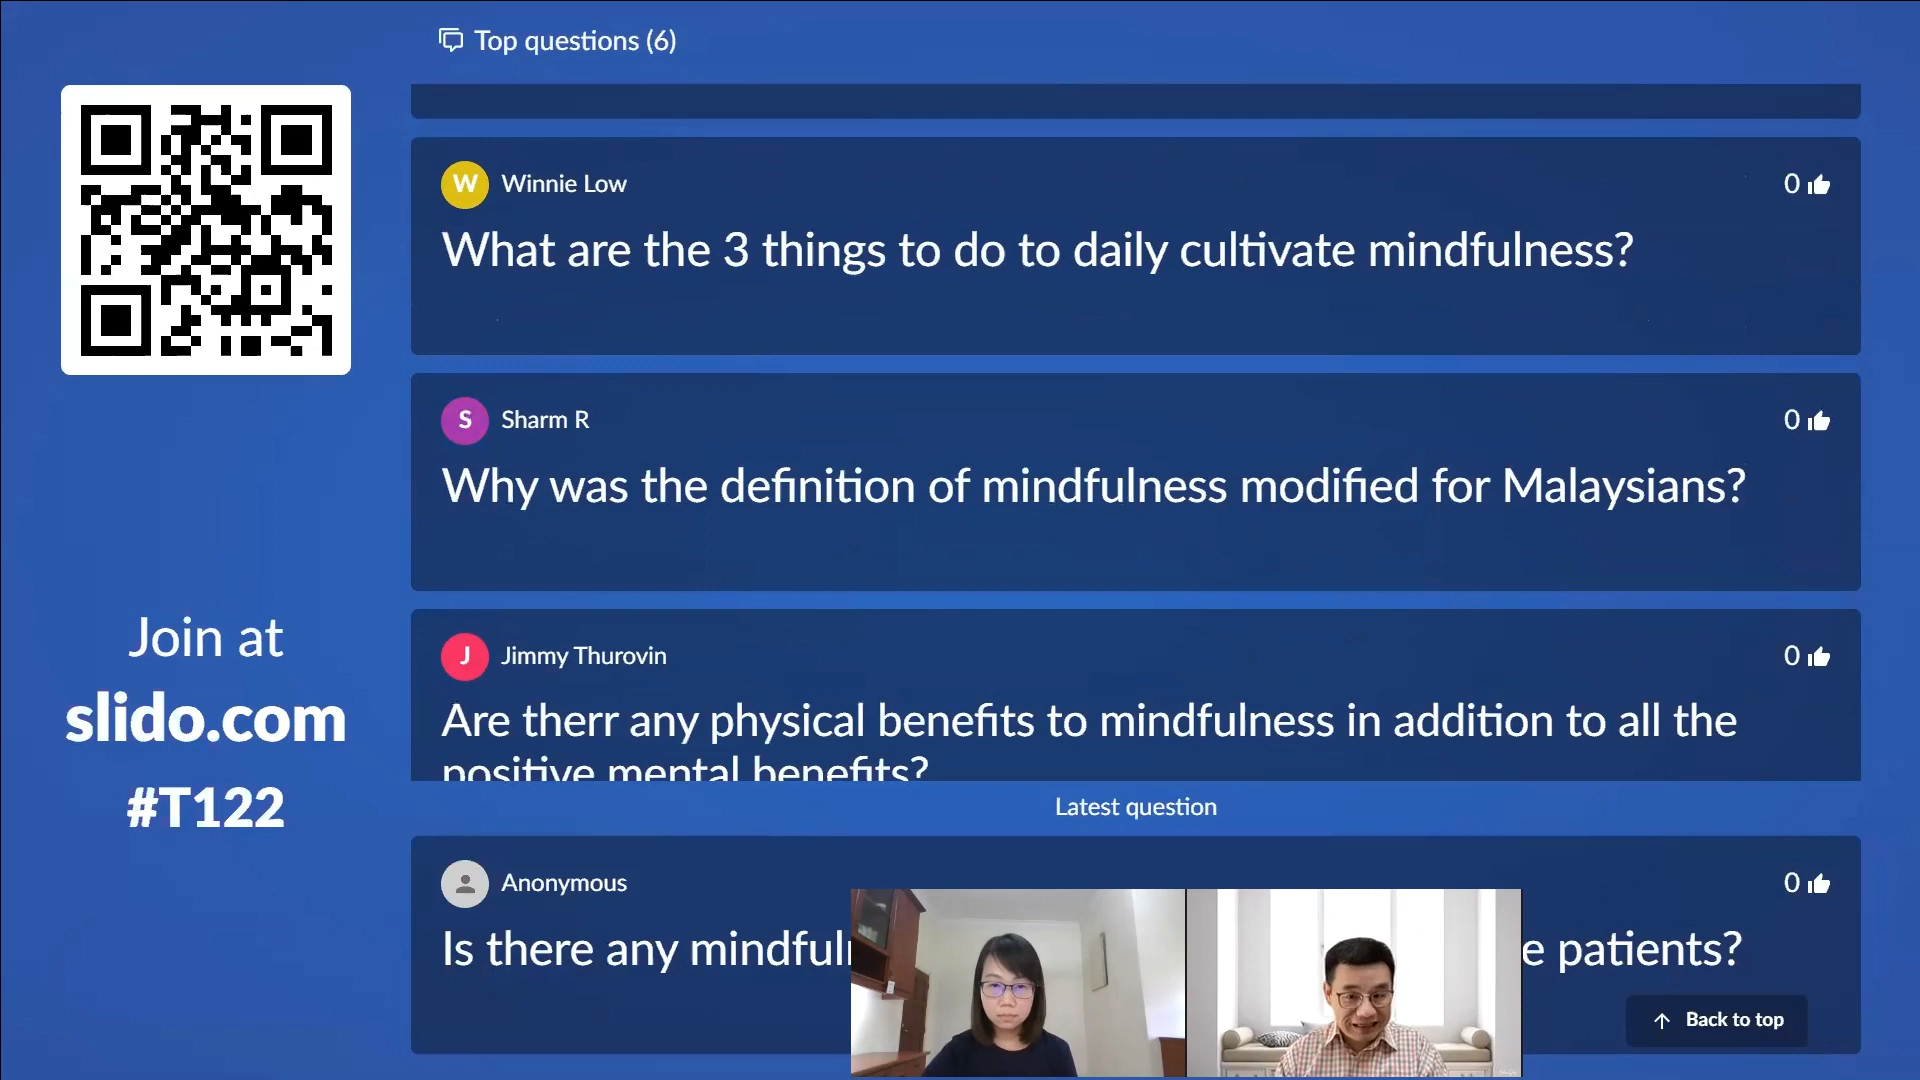 Top questions (6)
W Winnie Low 0
What are the 3 things to do to daily cultivate mindfulness?
S Sharm R 0
Why was the definition of mindfulness modified for Malaysians?
J Jimmy Thurovin 0
Are therr any physical benefits to mindfulness in addition to all the
positive mental benefits?
Join at
slido.com
#T122
Latest question
Anonymous 0
Is there any patients?
Back to top